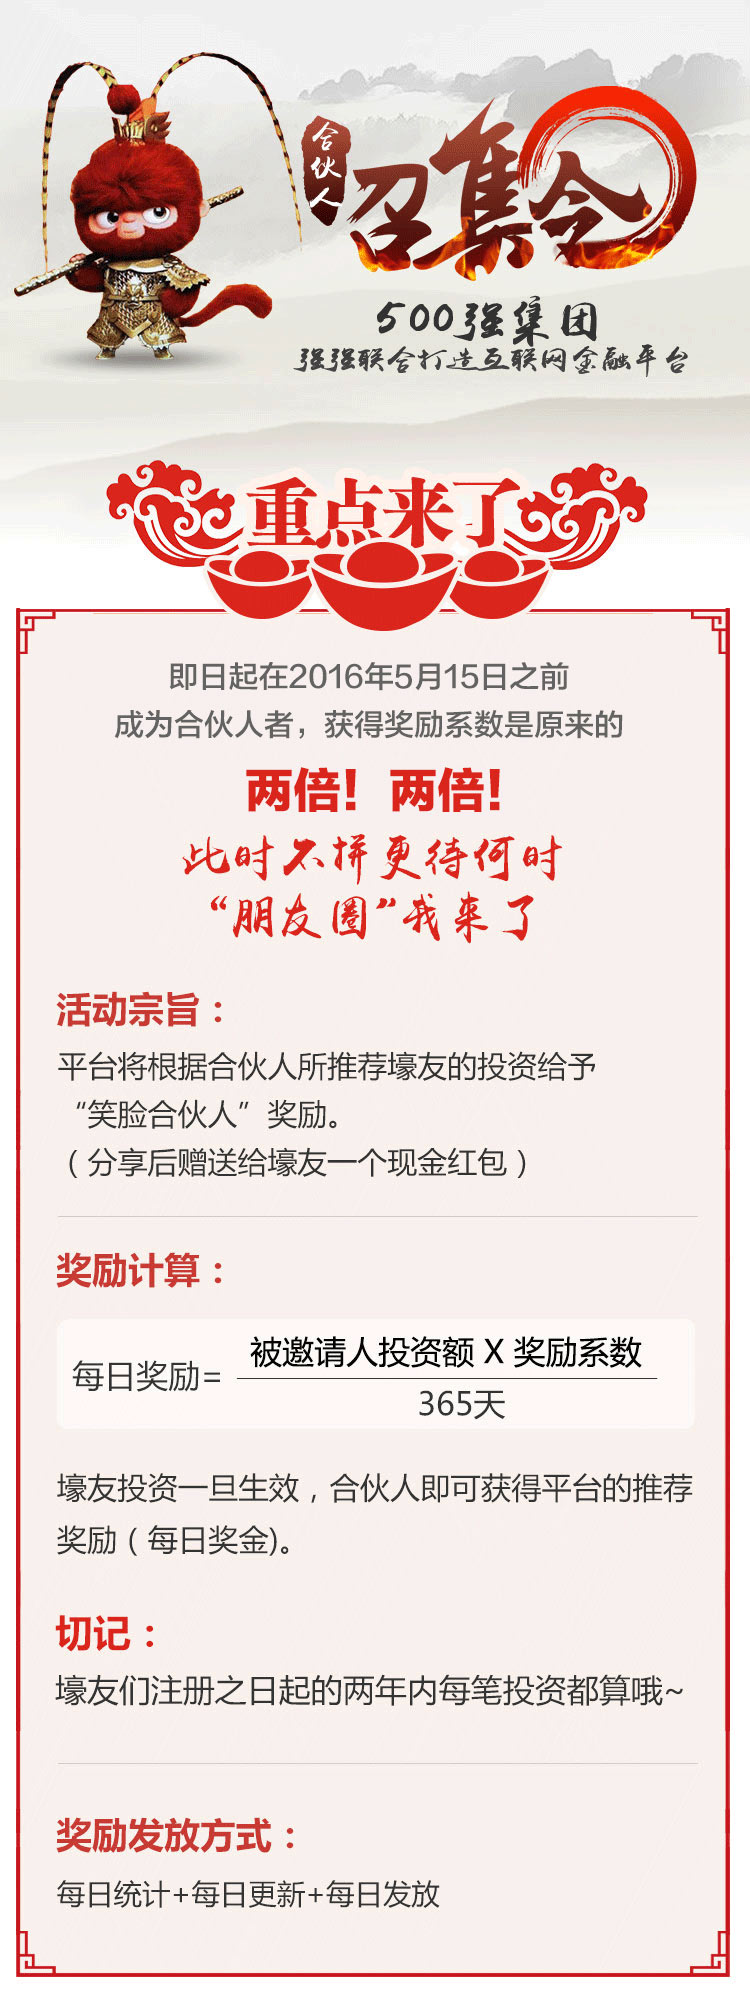 合伙人
召集令
500强集团
强强联合打造互联网金融平台
重点来了
即日起在2016年5月15日之前
成为合伙人者，获得奖励系数是原来的
两倍！两倍！
此时不拼更待何时
“朋友圈”我来了
活动宗旨：
平台将根据合伙人所推荐壕友的投资给予
“笑脸合伙人”奖励。
（分享后赠送给壕友一个现金红包）
奖励计算：
每日奖励=
被邀请人投资额 X 奖励系数
365天
壕友投资一旦生效，合伙人即可获得平台的推荐
奖励（每日奖金)。
切记：
壕友们注册之日起的两年内每笔投资都算哦~
奖励发放方式：
每日统计+每日更新+每日发放